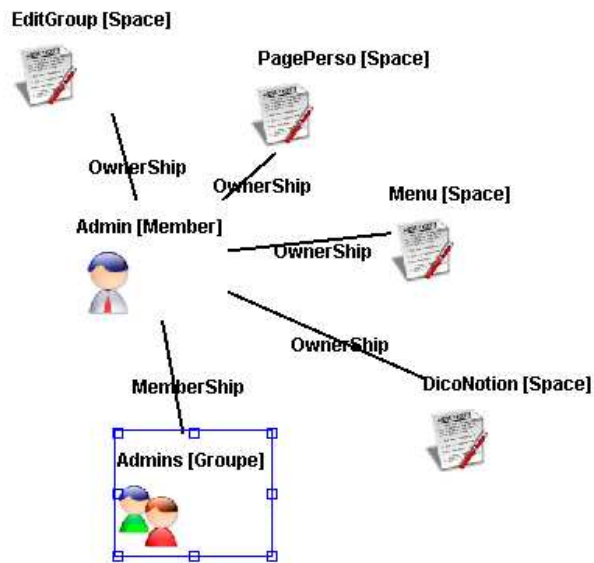 EditGroup [Space]
PagePerso [Space]
OwnerShip
OwnerShip
Menu [Space]
Admin [Member]
OwnerShip
OwnerShip
DicoNotion [Space]
MemberShip
Admins [Groupe]